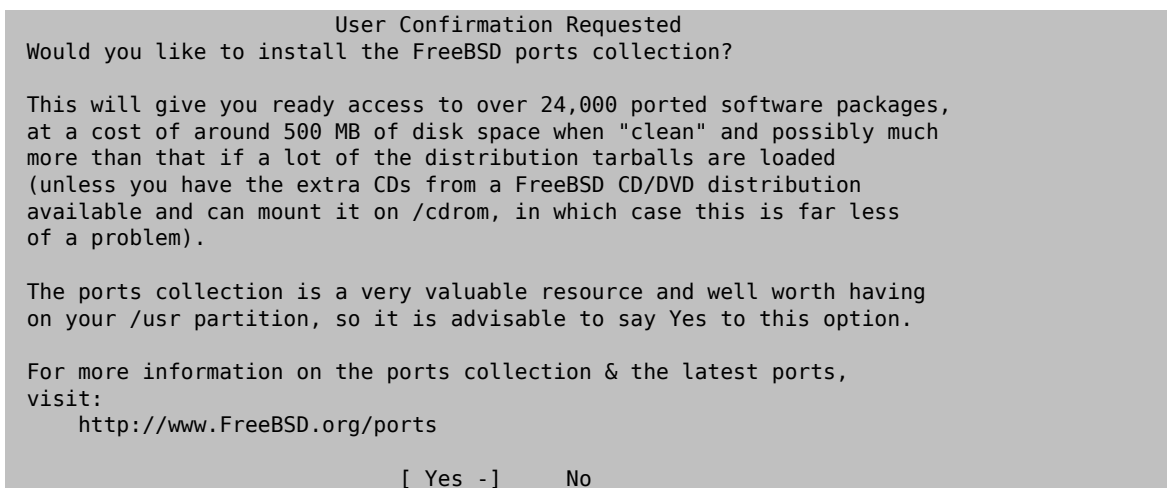 User Confirmation Requested
Would you like to install the FreeBSD ports collection?
This will give you ready access to over 24,000 ported software packages,
at a cost of around 500 MB of disk space when "clean" and possibly much
more than that if a lot of the distribution tarballs are loaded
(unless you have the extra CDs from a FreeBSD CD/DVD distribution
available and can mount it on /cdrom, in which case this is far less
of a problem).
The ports collection is a very valuable resource and well worth having
on your /usr partition, so it is advisable to say Yes to this option.
For more information on the ports collection & the latest ports,
visit:
http://www.FreeBSD.org/ports
[ Yes -]     No